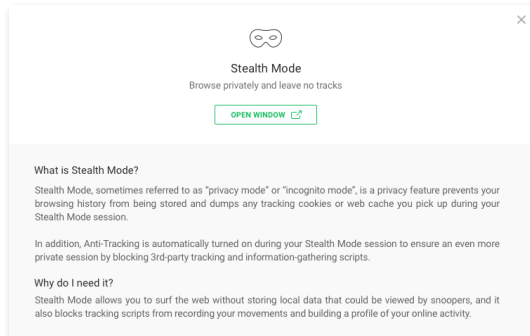 Stealth Mode
Browse privately and leave no tracks
OPEN WINDOW
What is Stealth Mode?
Stealth Mode, sometimes referred to as "privacy mode" or "incognito mode", is a privacy feature prevents your
browsing history from being stored and dumps any tracking cookies or web cache you pick up during your
Stealth Mode session.
In addition, Anti-Tracking is automatically turned on during your Stealth Mode session to ensure an even more
private session by blocking 3rd-party tracking and information-gathering scripts.
Why do I need it?
Stealth Mode allows you to surf the web without storing local data that could be viewed by snoopers, and it
also blocks tracking scripts from recording your movements and building a profile of your online activity.